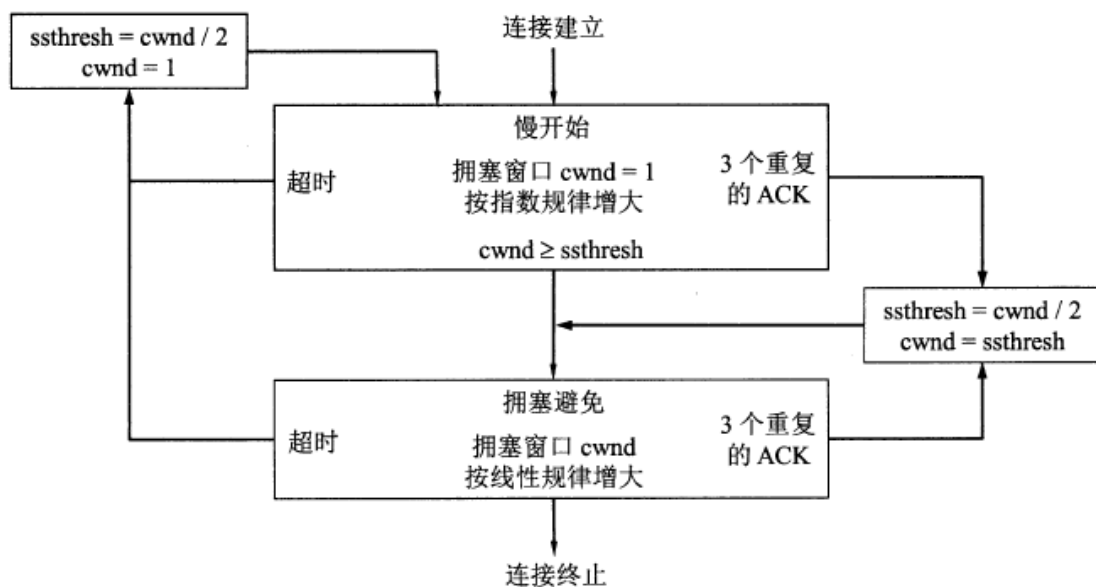 连接建立
ssthresh = cwnd / 2
cwnd = 1
慢开始
超时
拥塞窗口 cwnd = 1
按指数规律增大
3 个重复
的 ACK
cwnd ≥ ssthresh
ssthresh = cwnd / 2
cwnd = ssthresh
拥塞避免
超时
拥塞窗口 cwnd
按线性规律增大
3 个重复
的 ACK
连接终止